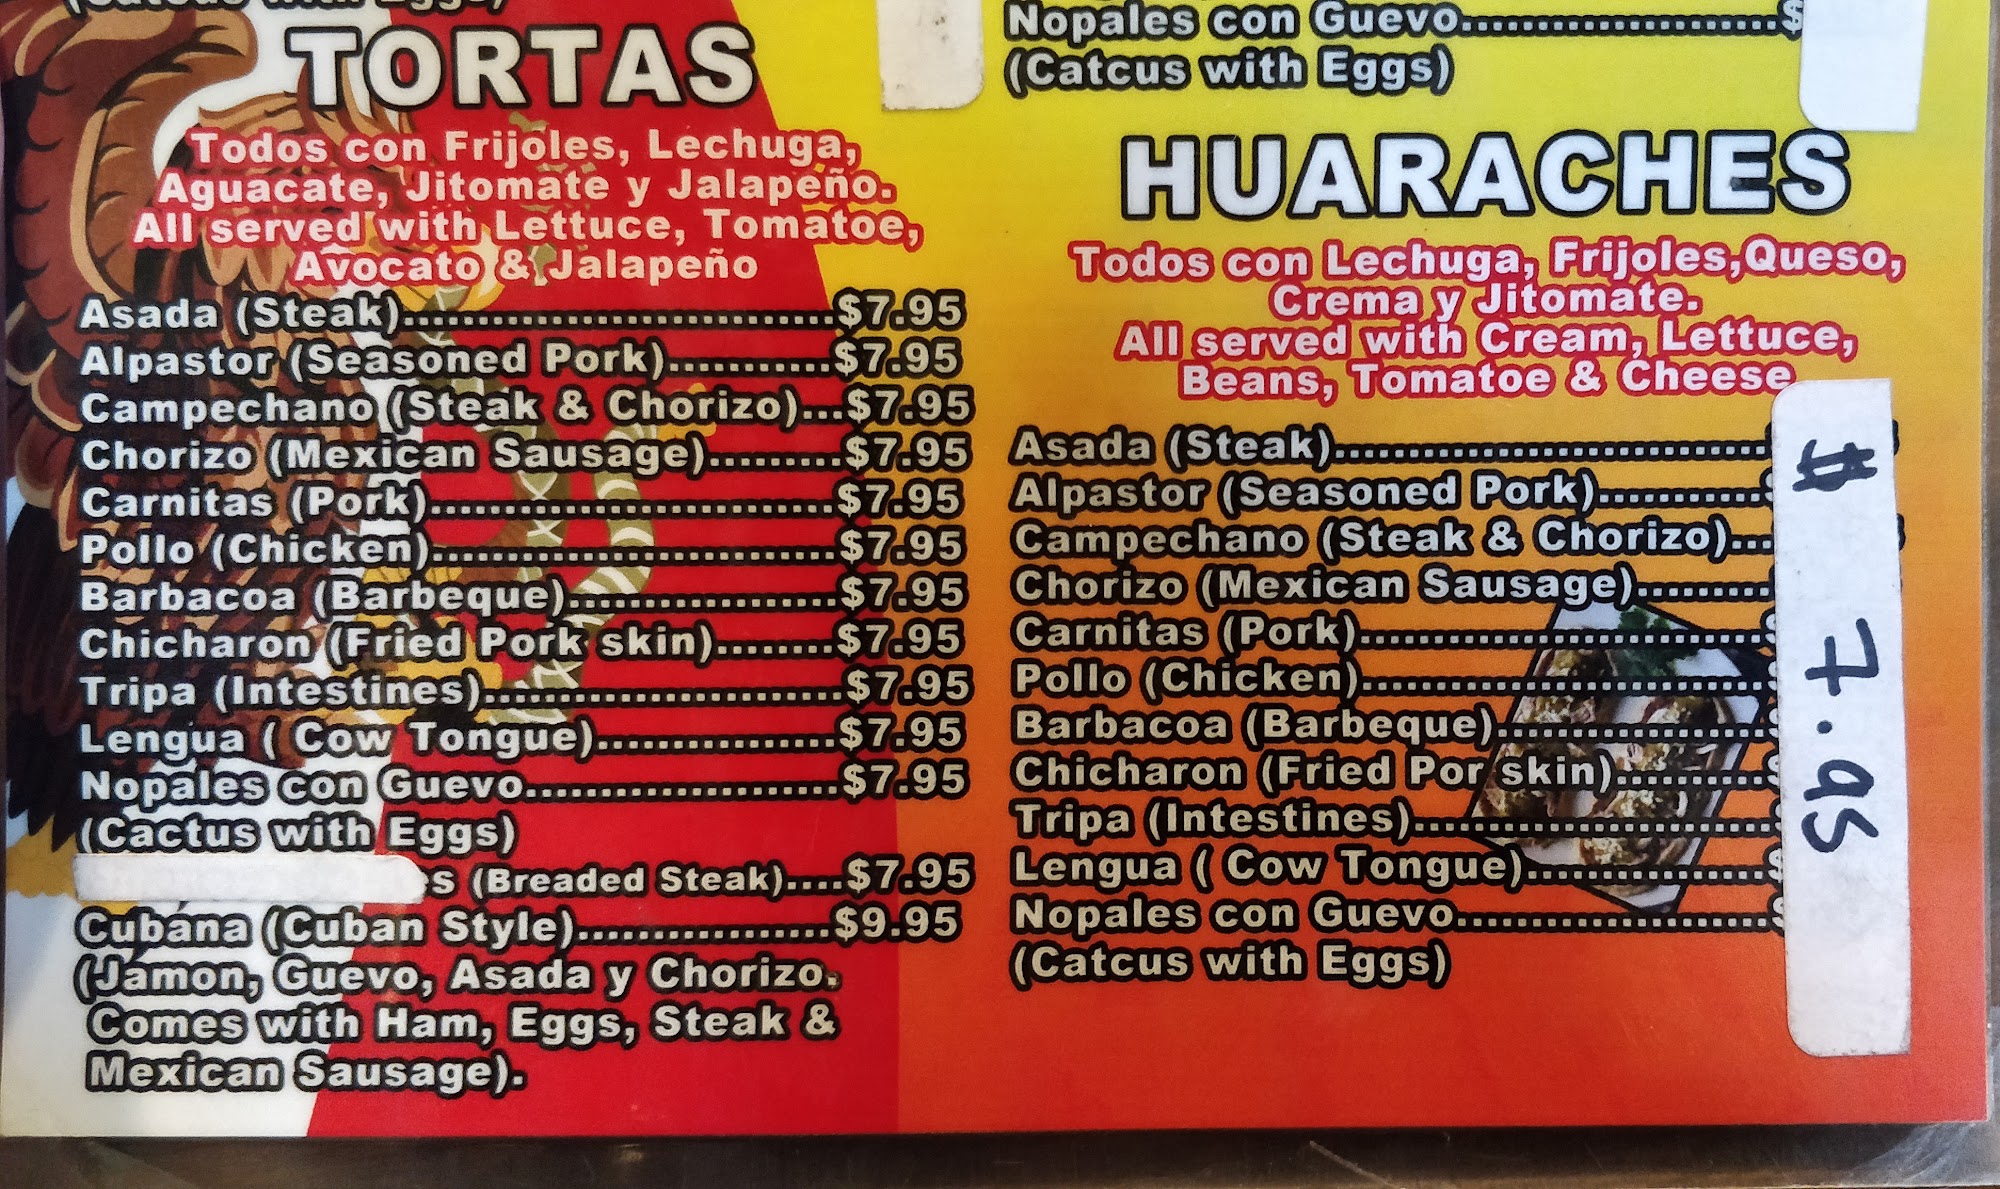 TORTAS
Todos con Frijoles, Lechuga,
Aguacate, Jitomate y Jalapeño.
All served with Lettuce, Tomatoe,
Avocato & Jalapeño
Asada (Steak)..............................$7.95
Alpastor (Seasoned Pork)...........$7.95
Campechano (Steak & Chorizo)...$7.95
Chorizo (Mexican Sausage).........$7.95
Carnitas (Pork)............................$7.95
Pollo (Chicken)............................$7.95
Barbacoa (Barbeque)...................$7.95
Chicharon (Fried Pork skin)........$7.95
Tripa (Intestines).........................$7.95
Lengua ( Cow Tongue).................$7.95
Nopales con Guevo......................$7.95
(Cactus with Eggs)
(Breaded Steak)....$7.95
Cubana (Cuban Style)..................$9.95
(Jamon, Guevo, Asada y Chorizo.
Comes with Ham, Eggs, Steak &
Mexican Sausage).
Nopales con Guevo......................$
(Catcus with Eggs)
HUARACHES
Todos con Lechuga, Frijoles,Queso,
Crema y Jitomate.
All served with Cream, Lettuce,
Beans, Tomatoe & Cheese
Asada (Steak)..............................
Alpastor (Seasoned Pork)...........
Campechano (Steak & Chorizo)...
Chorizo (Mexican Sausage).........
Carnitas (Pork)............................
Pollo (Chicken)............................
Barbacoa (Barbeque)...................
Chicharon (Fried Por skin)..........
Tripa (Intestines).........................
Lengua ( Cow Tongue).................
Nopales con Guevo......................
(Catcus with Eggs)
$ 7.95